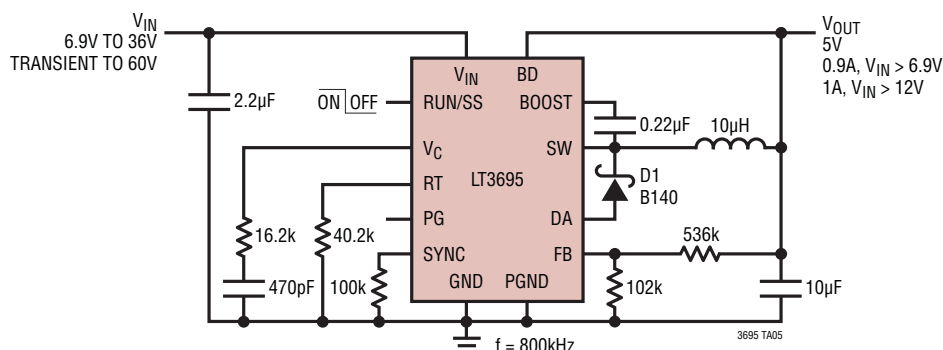 VIN
6.9V TO 36V
TRANSIENT TO 60V
VOUT
5V
0.9A, VIN > 6.9V
1A, VIN > 12V
VIN
BD
ON OFF
RUN/SS
BOOST
2.2µF
0.22µF
10µH
VC
SW
LT3695
RT
D1
B140
PG
DA
16.2k
40.2k
536k
SYNC
FB
470pF
100k
GND
PGND
102k
10µF
f = 800kHz
3695 TA05